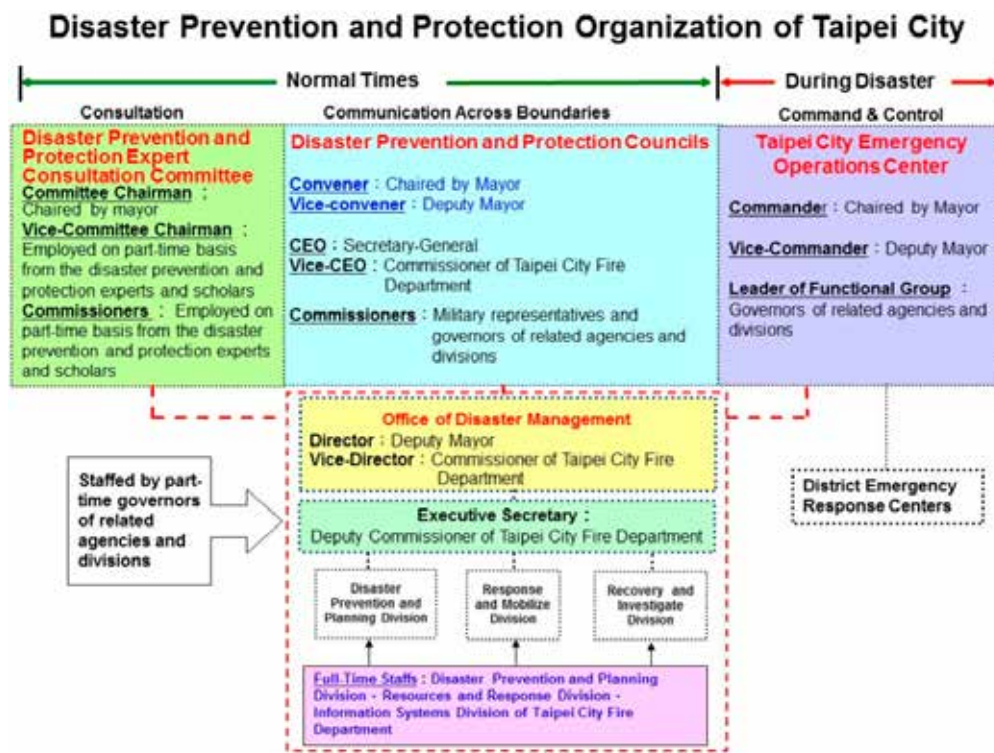 Disaster Prevention and Protection Organization of Taipei City
Normal Times
During Disaster
Consultation
Communication Across Boundaries
Command & Control
Disaster Prevention and
Protection Expert
Consultation Committee
Committee Chairman :
Chaired by mayor
Vice-Committee Chairman :
Employed on part-time basis
from the disaster prevention and
protection experts and scholars
Commissioners : Employed on
part-time basis from the disaster
prevention and protection experts
and scholars
Disaster Prevention and Protection Councils
Convener : Chaired by Mayor
Vice-convener : Deputy Mayor
CEO : Secretary-General
Vice-CEO : Commissioner of Taipei City Fire
Department
Commissioners : Military representatives and
governors of related agencies and
divisions
Taipei City Emergency
Operations Center
Commander : Chaired by Mayor
Vice-Commander : Deputy Mayor
Leader of Functional Group :
Governors of related agencies and
divisions
Office of Disaster Management
Director : Deputy Mayor
Vice-Director : Commissioner of Taipei City Fire
Department
Staffed by part-
time governors
of related
agencies and
divisions
Executive Secretary :
Deputy Commissioner of Taipei City Fire Department
District Emergency
Response Centers
Disaster
Prevention and
Planning Division
Response
and Mobilize
Division
Recovery and
Investigate
Division
Full-Time Staffs : Disaster Prevention and Planning
Division - Resources and Response Division -
Information Systems Division of Taipei City Fire
Department